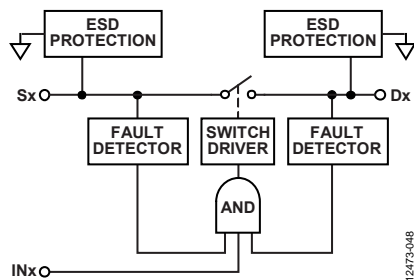 ESD
PROTECTION
ESD
PROTECTION
Sx
Dx
FAULT
DETECTOR
SWITCH
DRIVER
FAULT
DETECTOR
AND
INx
12473-048